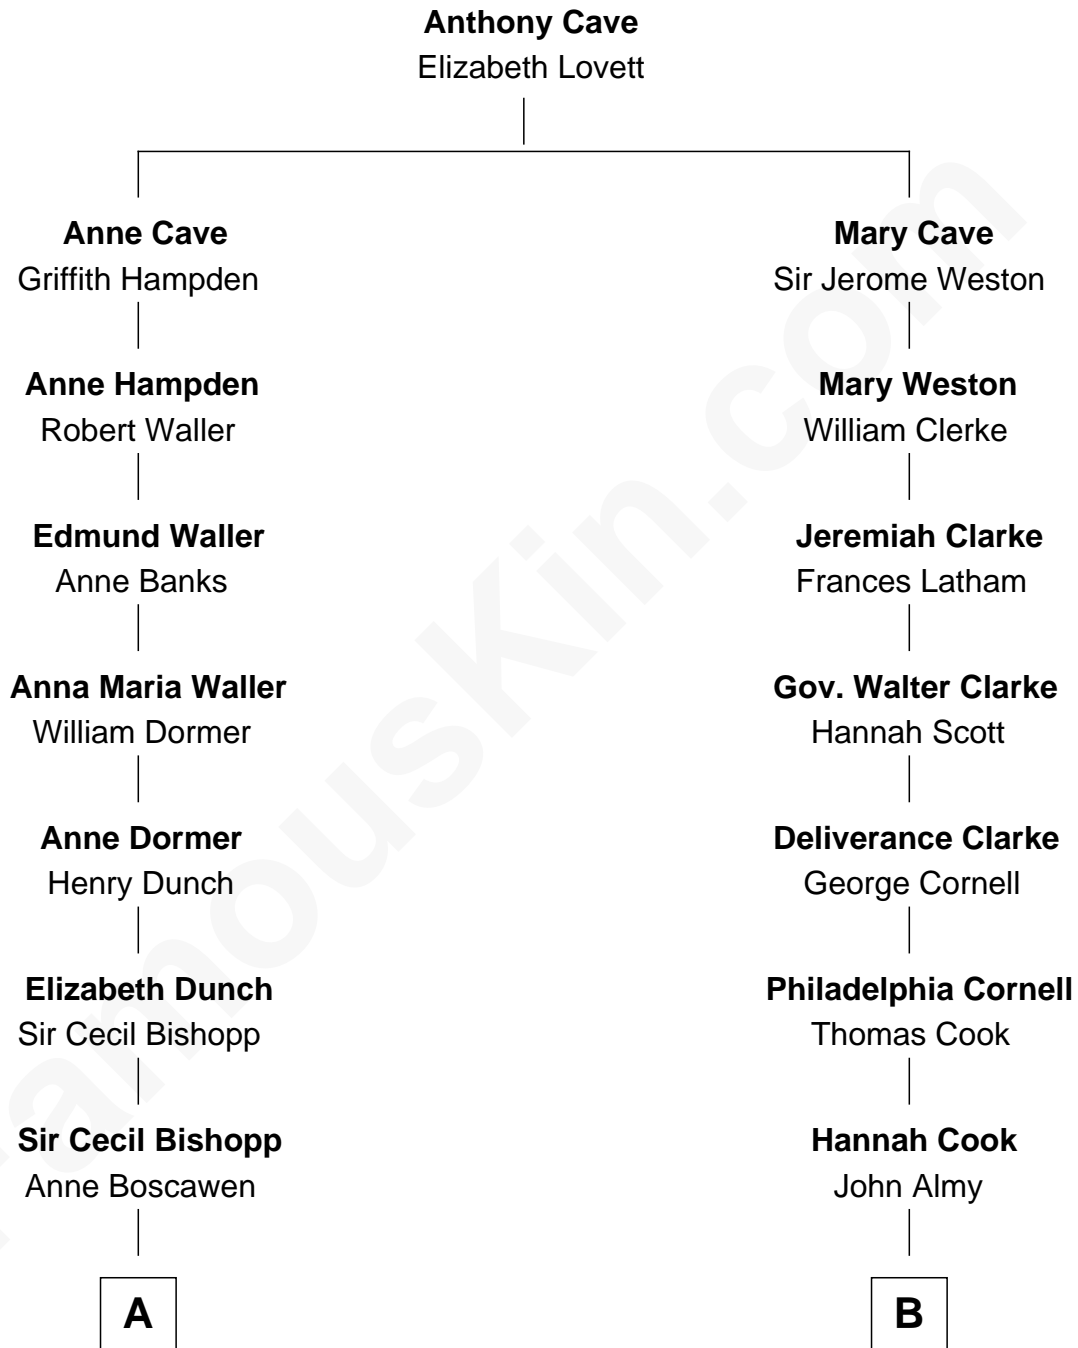 Anthony Cave
Elizabeth Lovett
Anne Cave
Griffith Hampden
Mary Cave
Sir Jerome Weston
Anne Hampden
Robert Waller
Mary Weston
William Clerke
Edmund Waller
Anne Banks
Jeremiah Clarke
Frances Latham
Anna Maria Waller
William Dormer
Gov. Walter Clarke
Hannah Scott
Anne Dormer
Henry Dunch
Deliverance Clarke
George Cornell
Elizabeth Dunch
Sir Cecil Bishopp
Philadelphia Cornell
Thomas Cook
Sir Cecil Bishopp
Anne Boscawen
Hannah Cook
John Almy
A
B
FamousKin.com